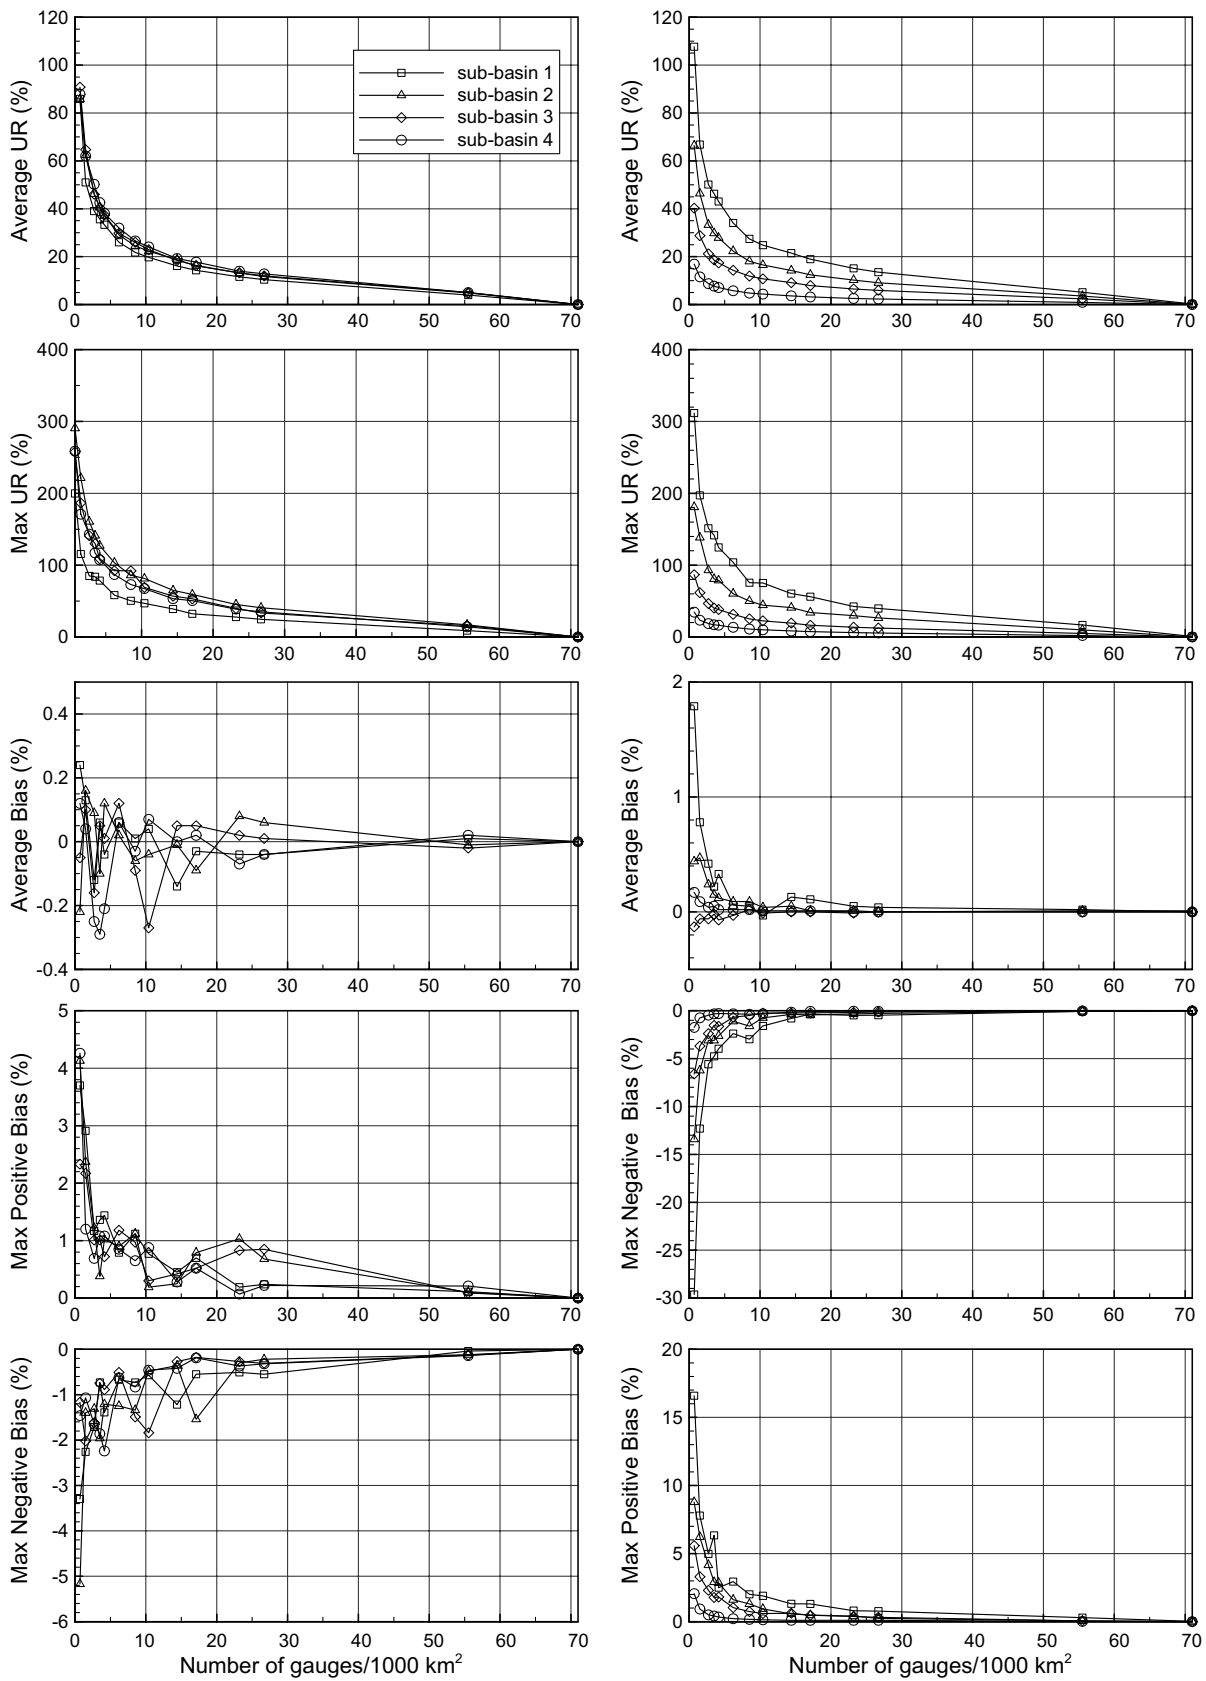 Average UR (%)
120
100
80
60
40
20
0
sub-basin 1
sub-basin 2
sub-basin 3
sub-basin 4
0 10 20 30 40 50 60 70
Average UR (%)
120
100
80
60
40
20
0
0 10 20 30 40 50 60 70
Max UR (%)
400
300
200
100
0
10 20 30 40 50 60 70
Max UR (%)
400
300
200
100
0
0 10 20 30 40 50 60 70
Average Bias (%)
0.4
0.2
0
-0.2
-0.4
0 10 20 30 40 50 60 70
Average Bias (%)
2
1
0
0 10 20 30 40 50 60 70
Max Positive Bias (%)
5
4
3
2
1
0
0 10 20 30 40 50 60 70
Max Negative Bias (%)
0
-5
-10
-15
-20
-25
-30
0 10 20 30 40 50 60 70
Max Negative Bias (%)
0
-1
-2
-3
-4
-5
-6
0 10 20 30 40 50 60 70
Number of gauges/1000 km²
Max Positive Bias (%)
20
15
10
5
0
0 10 20 30 40 50 60 70
Number of gauges/1000 km²